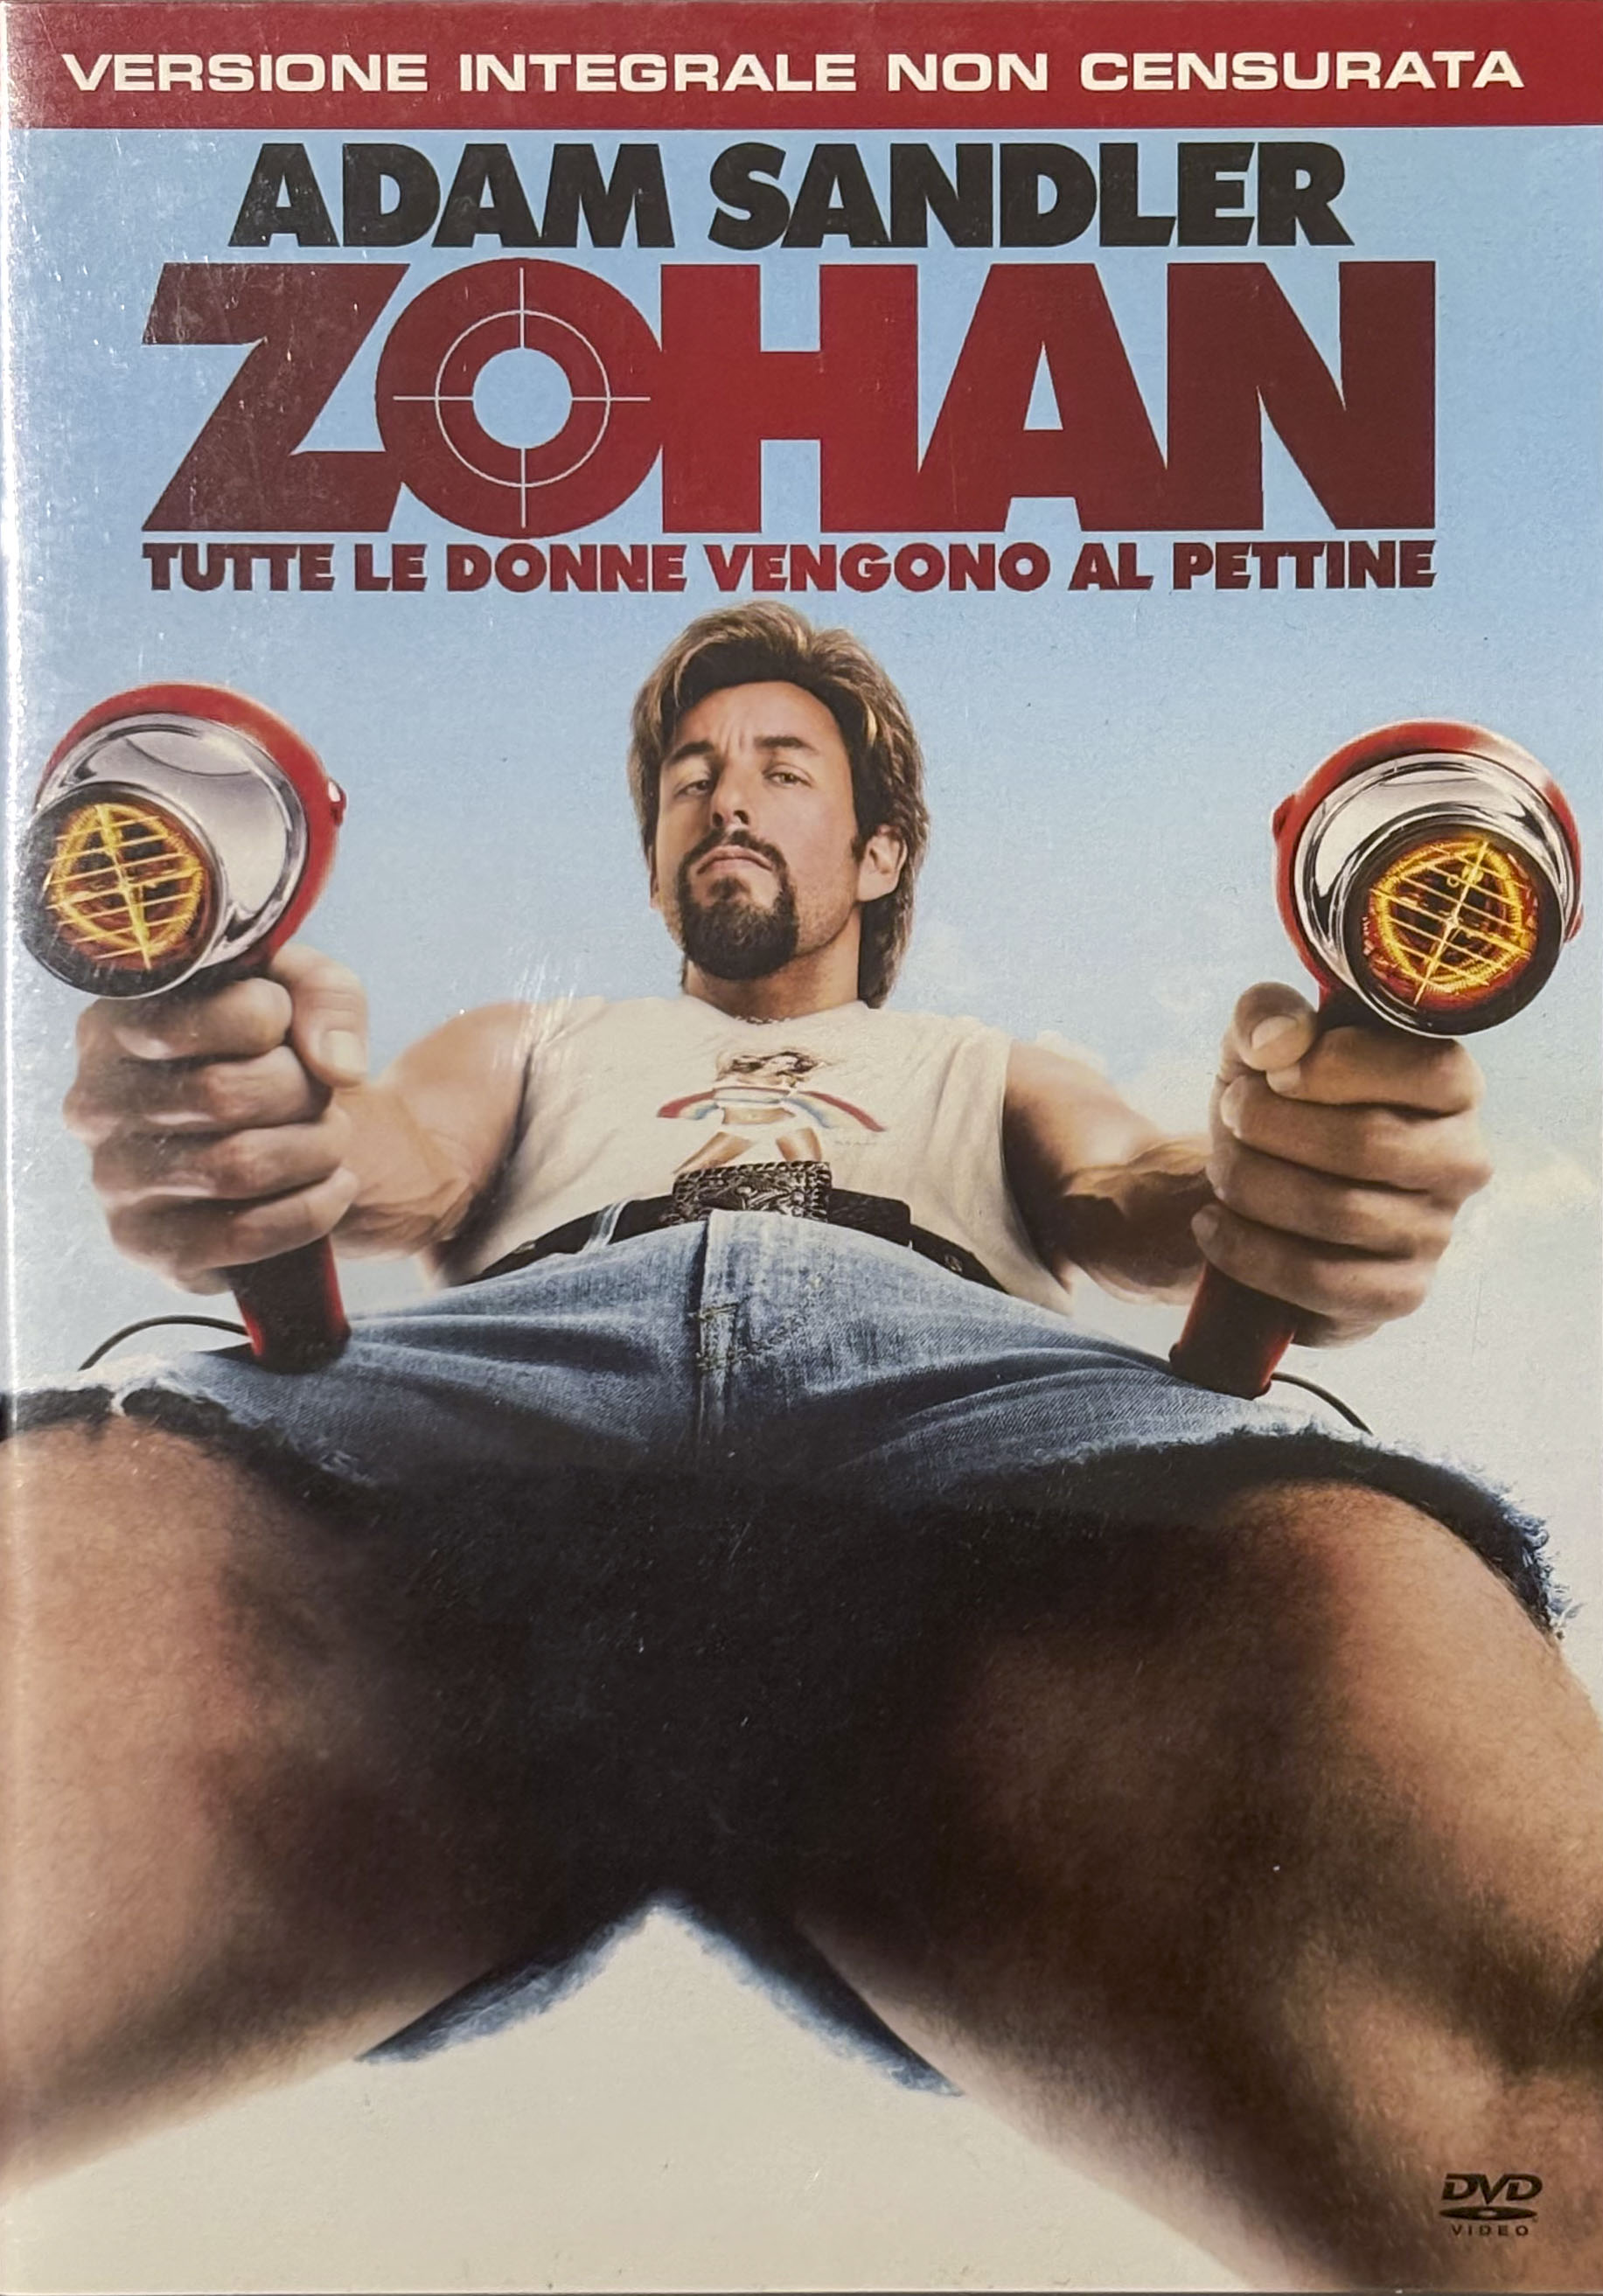 VERSIONE INTEGRALE NON CENSURATA
ADAM SANDLER
ZOHAN
TUTTE LE DONNE VENGONO AL PETTINE
DVD
VIDEO